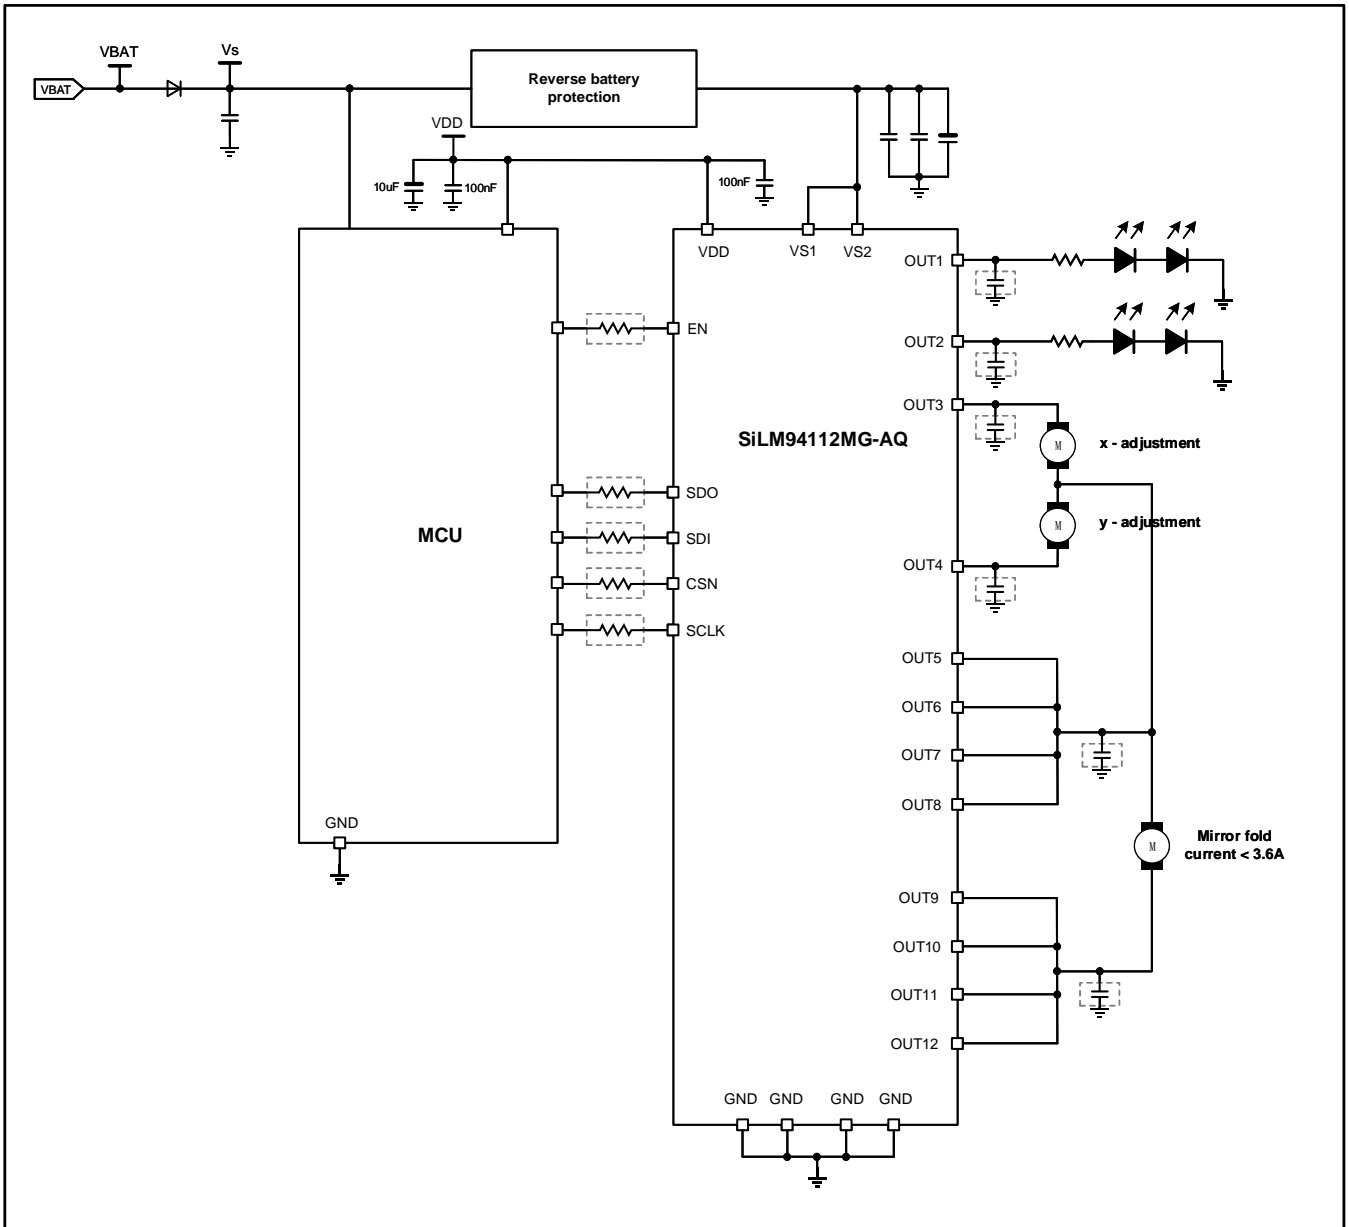 VBAT
Vs
VBAT
Reverse battery
protection
VDD
10uF
100nF
100nF
VDD
VS1
VS2
OUT1
EN
OUT2
OUT3
SiLM94112MG-AQ
M
x - adjustment
SDO
MCU
SDI
M
y - adjustment
CSN
OUT4
SCLK
OUT5
OUT6
OUT7
OUT8
GND
M
Mirror fold
current < 3.6A
OUT9
OUT10
OUT11
OUT12
GND GND GND GND